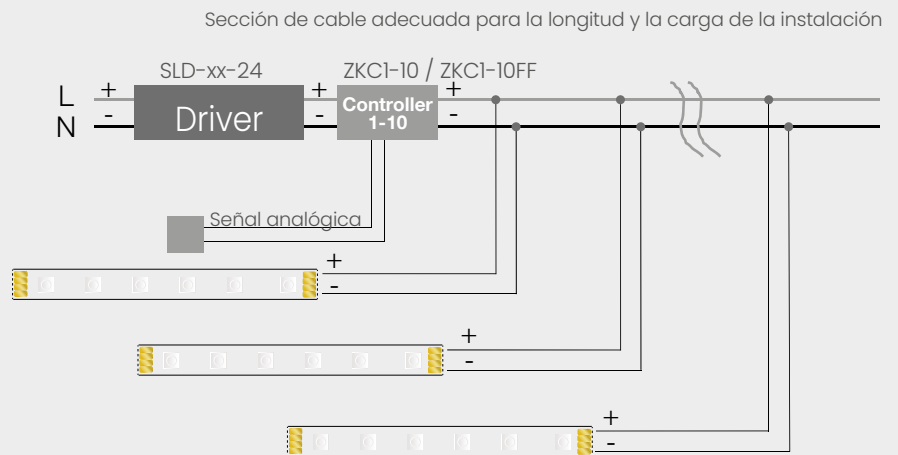 Sección de cable adecuada para la longitud y la carga de la instalación
SLD-xx-24
ZKC1-10 / ZKC1-10FF
L + + +
Driver
Controller
1-10
N - - -
Señal analógica
+
-
+
-
+
-